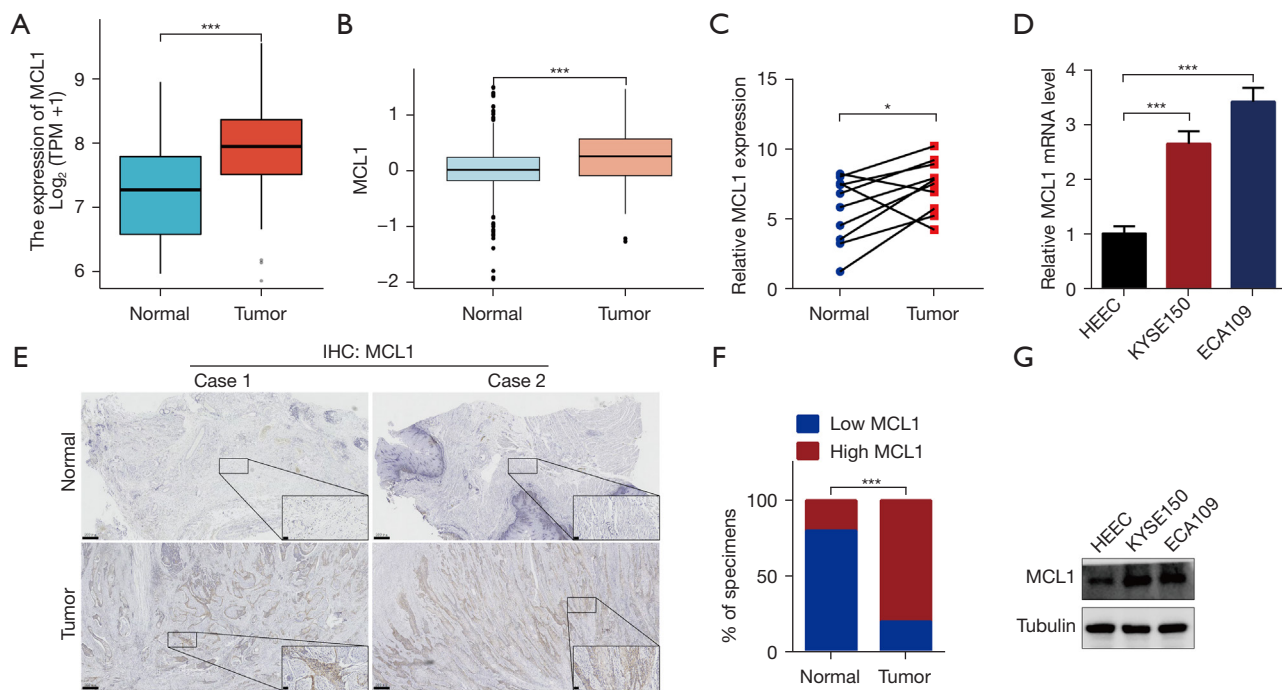 A
The expression of MCL1
Log₂ (TPM +1)
9
8
7
6
***
Normal
Tumor
B
MCL1
1
0
−1
−2
***
Normal
Tumor
C
Relative MCL1 expression
15
10
5
0
*
Normal
Tumor
D
Relative MCL1 mRNA level
4
3
2
1
0
***
***
HEEC
KYSE150
ECA109
E
IHC: MCL1
Case 1
Case 2
Normal
Tumor
F
Low MCL1
High MCL1
% of specimens
100
50
0
***
Normal
Tumor
G
HEEC
KYSE150
ECA109
MCL1
Tubulin